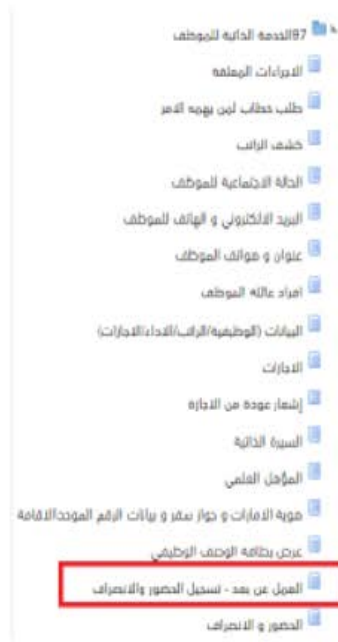 97الخدمة الذاتية للموظف
الاجراءات المعلقة
طلب خطاب لمن يهمه الامر
كشف الراتب
الحالة الاجتماعية للموظف
البريد الالكتروني و الهاتف للموظف
عنوان و هواتف الموظف
افراد عائلة الموظف
البيانات (الوظيفية/الراتب/الاداء/الاجازات)
الاجازات
إشعار عودة من الاجازة
السيرة الذاتية
المؤهل العلمي
هوية الامارات و جواز سفر و بيانات الرقم الموحد/الاقامة
عرض بطاقة الوصف الوظيفي
العمل عن بعد - تسجيل الحضور والانصراف
الحضور و الانصراف